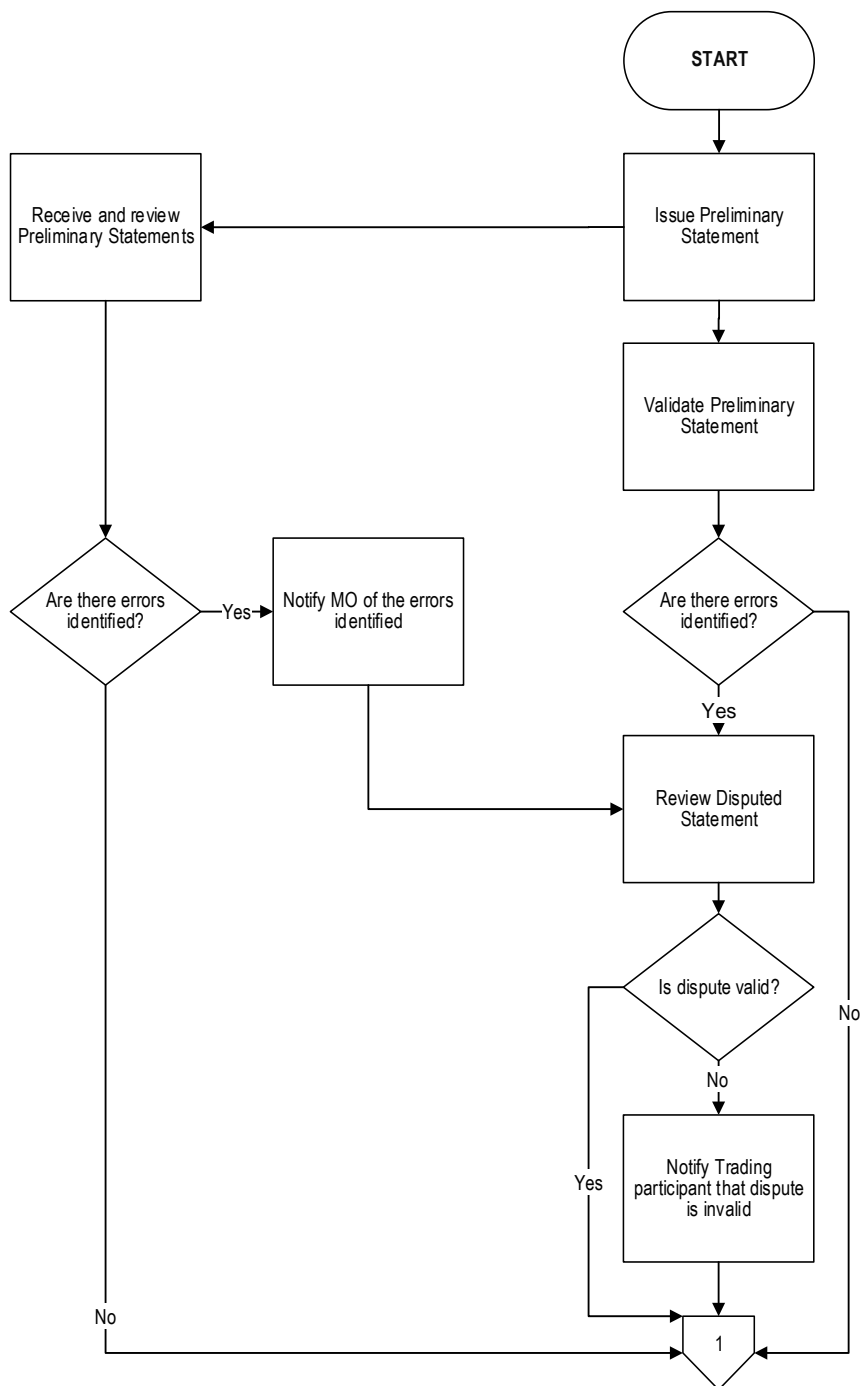 START
Receive and review
Preliminary Statements
Issue Preliminary
Statement
Validate Preliminary
Statement
Are there errors
identified?
Yes
Notify MO of the errors
identified
Are there errors
identified?
Yes
Review Disputed
Statement
Is dispute valid?
No
No
Notify Trading
participant that dispute
is invalid
Yes
No
1